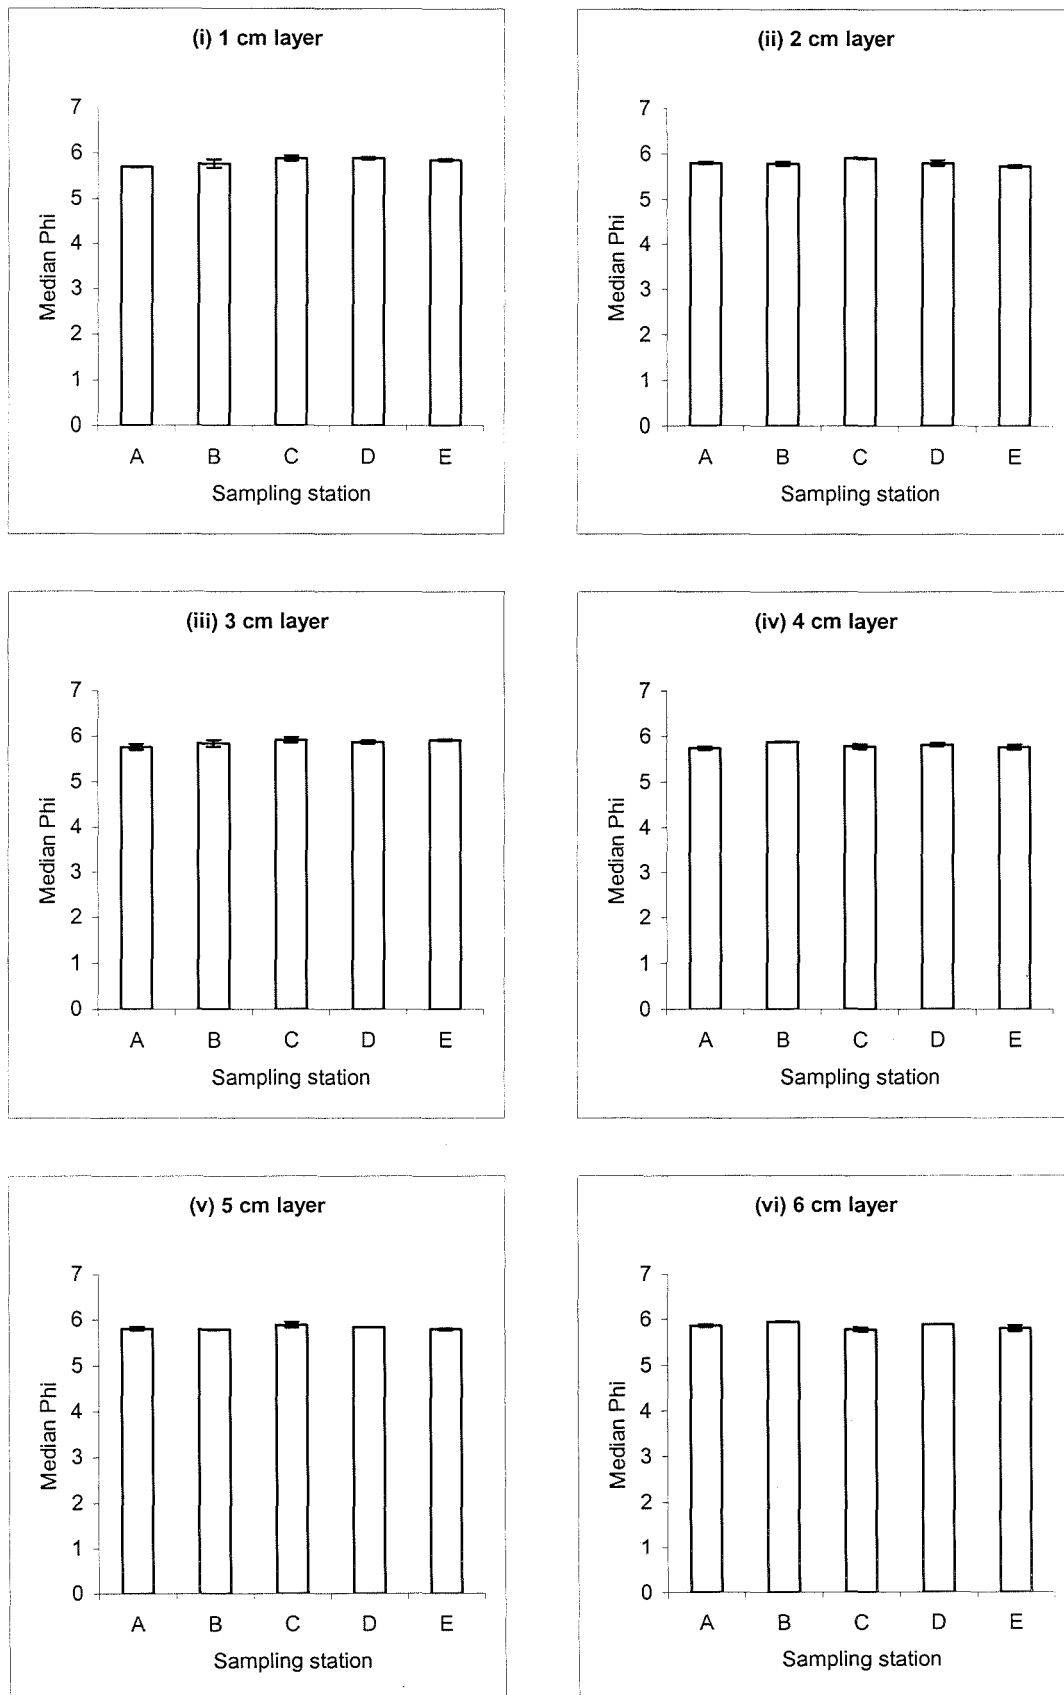 (i) 1 cm layer
7
6
5
4
3
2
1
0
Median Phi
A B C D E
Sampling station
(ii) 2 cm layer
7
6
5
4
3
2
1
0
Median Phi
A B C D E
Sampling station
(iii) 3 cm layer
7
6
5
4
3
2
1
0
Median Phi
A B C D E
Sampling station
(iv) 4 cm layer
7
6
5
4
3
2
1
0
Median Phi
A B C D E
Sampling station
(v) 5 cm layer
7
6
5
4
3
2
1
0
Median Phi
A B C D E
Sampling station
(vi) 6 cm layer
7
6
5
4
3
2
1
0
Median Phi
A B C D E
Sampling station